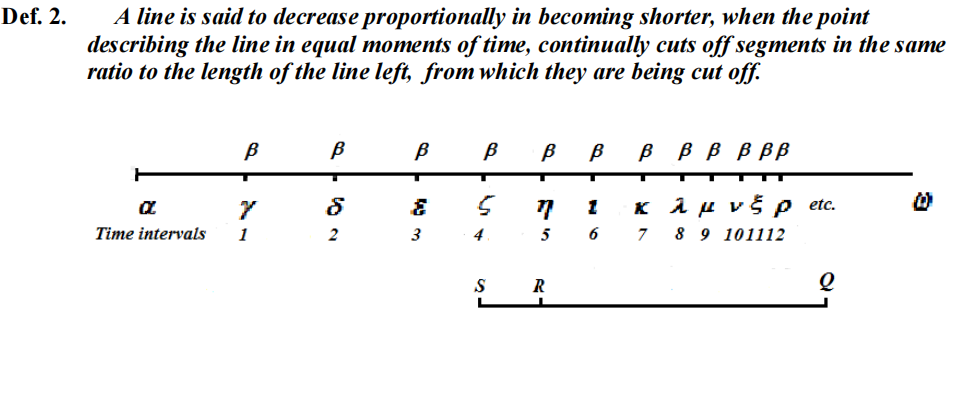 Def. 2. A line is said to decrease proportionally in becoming shorter, when the point
describing the line in equal moments of time, continually cuts off segments in the same
ratio to the length of the line left, from which they are being cut off.
β β β β β β β β β β β β
α γ δ ε ζ η ι κ λ μ ν ξ ρ etc. ω
Time intervals 1 2 3 4 5 6 7 8 9 10 11 12
S R Q